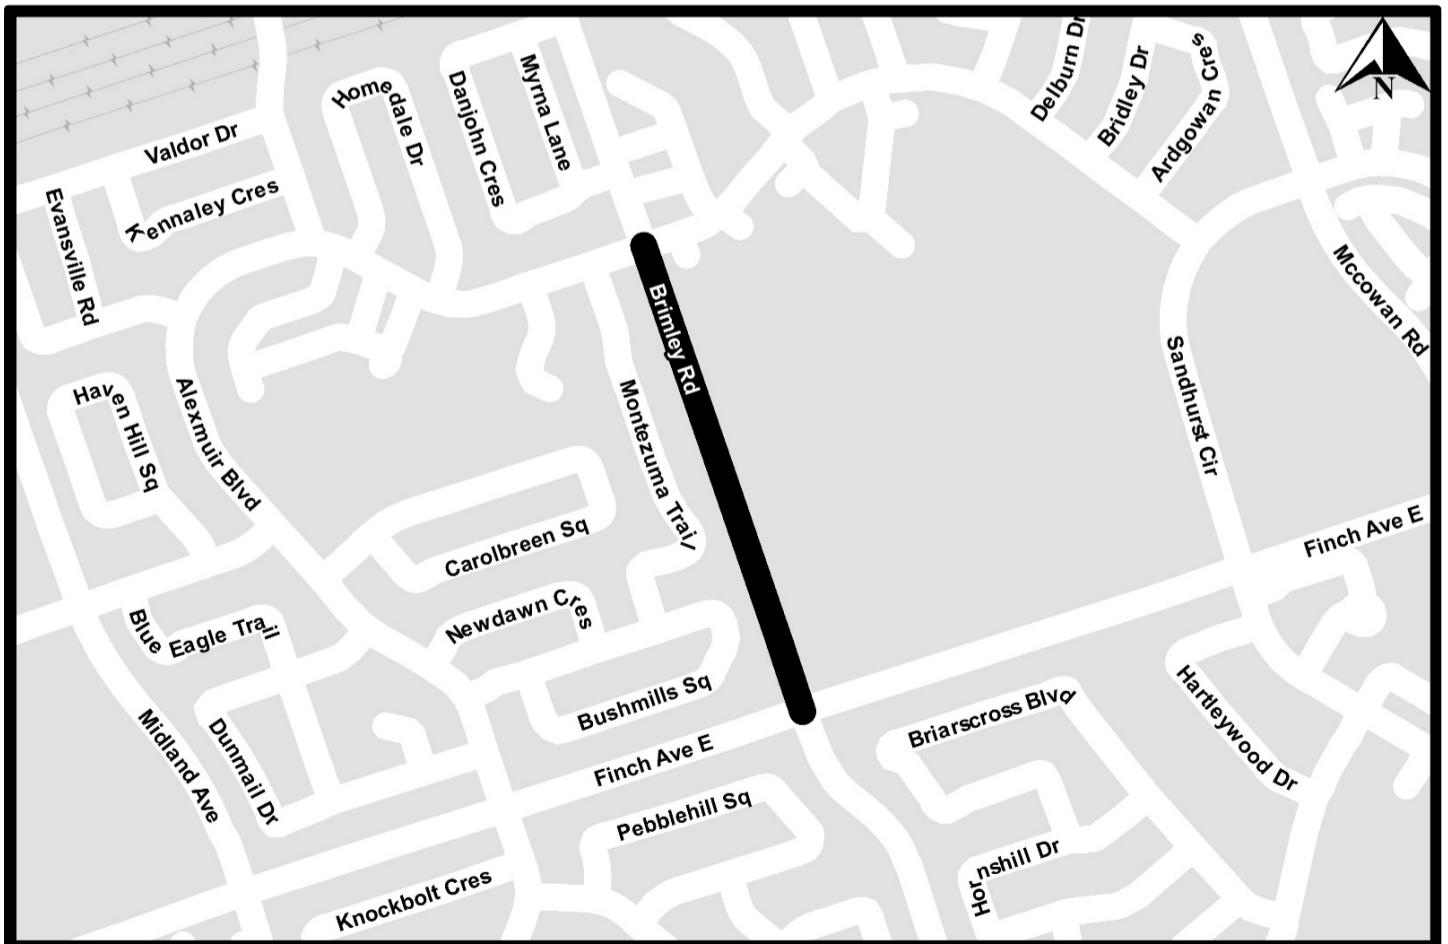 Delburn Dr
Bridley Dr
Ardgowan Cres
N
Myrna Lane
Homedale Dr
Danjohn Cres
Valdor Dr
Kennaley Cres
Evansville Rd
Mccowan Rd
Brimley Rd
Sandhurst Cir
Haven Hill Sq
Alexmuir Blvd
Montezuma Trail
Finch Ave E
Carolbreen Sq
Newdawn Cres
Blue Eagle Trail
Bushmills Sq
Hartleywood Dr
Briarscross Blvd
Midland Ave
Dunmail Dr
Finch Ave E
Pebblehill Sq
Hornshill Dr
Knockbolt Cres